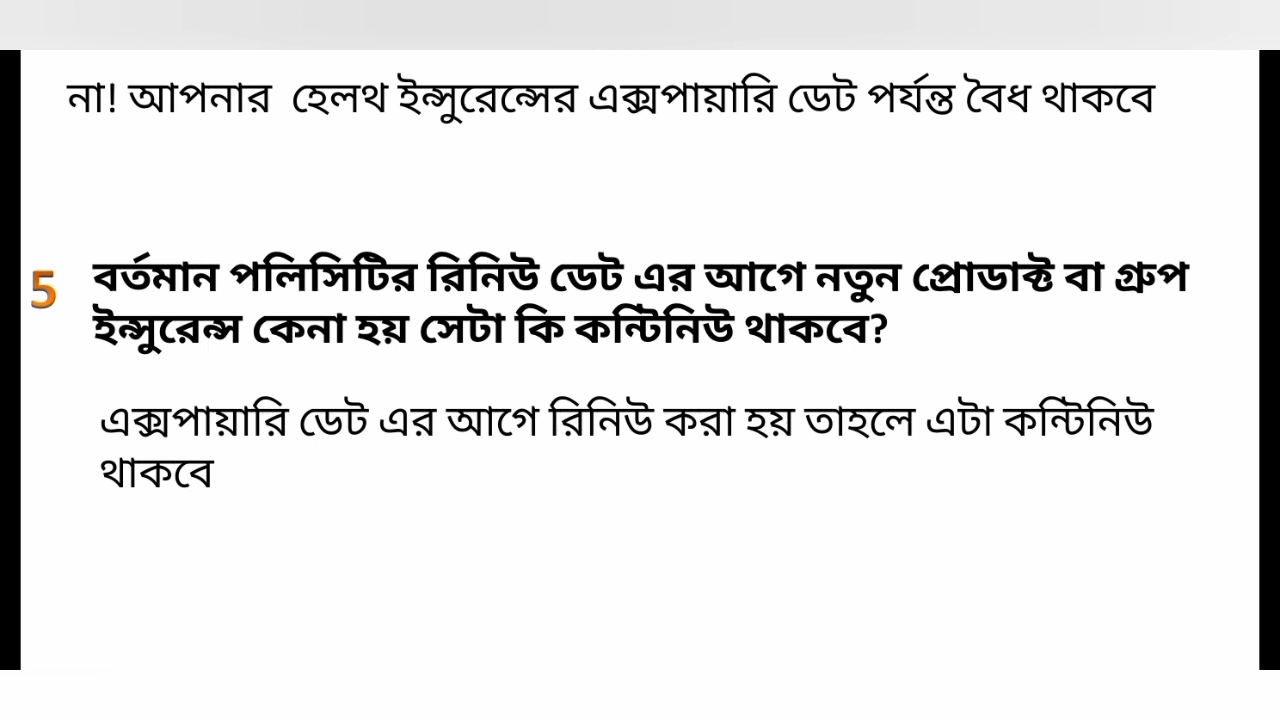 না! আপনার হেলথ ইন্সুরেন্সের এক্সপায়ারি ডেট পর্যন্ত বৈধ থাকবে
5 বর্তমান পলিসিটির রিনিউ ডেট এর আগে নতুন প্রোডাক্ট বা গ্রুপ
ইন্সুরেন্স কেনা হয় সেটা কি কন্টিনিউ থাকবে?
এক্সপায়ারি ডেট এর আগে রিনিউ করা হয় তাহলে এটা কন্টিনিউ
থাকবে